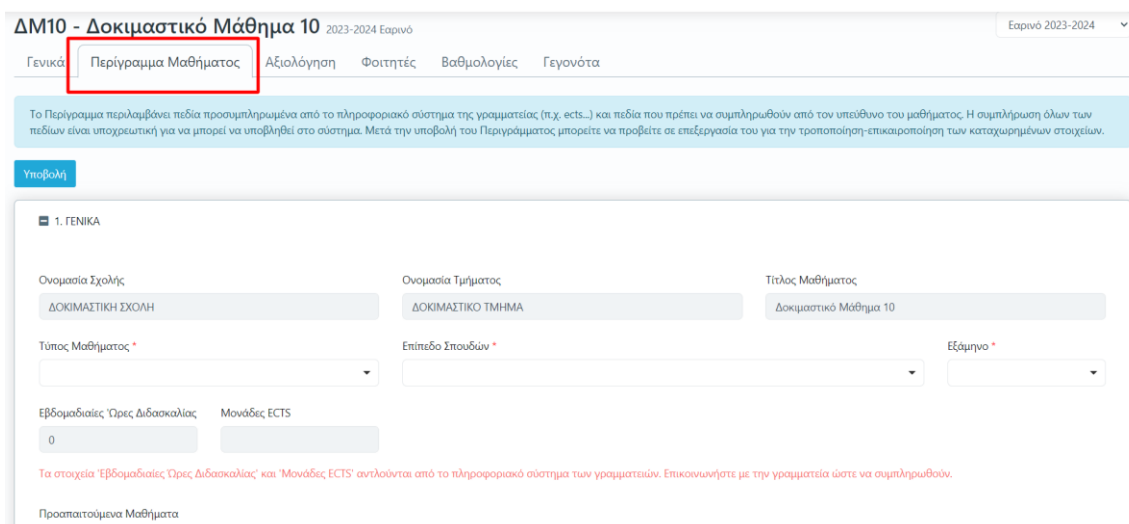 ΔΜ10 - Δοκιμαστικό Μάθημα 10 2023-2024 Εαρινό
Εαρινό 2023-2024
Γενικά Περίγραμμα Μαθήματος Αξιολόγηση Φοιτητές Βαθμολογίες Γεγονότα
Το Περίγραμμα περιλαμβάνει πεδία προσυμπληρωμένα από το πληροφοριακό σύστημα της γραμματείας (π.χ. ects...) και πεδία που πρέπει να συμπληρωθούν από τον υπεύθυνο του μαθήματος. Η συμπλήρωση όλων των
πεδίων είναι υποχρεωτική για να μπορεί να υποβληθεί στο σύστημα. Μετά την υποβολή του Περιγράμματος μπορείτε να προβείτε σε επεξεργασία του για την τροποποίηση-επικαιροποίηση των καταχωρημένων στοιχείων.
Υποβολή
1. ΓΕΝΙΚΑ
Ονομασία Σχολής Ονομασία Τμήματος Τίτλος Μαθήματος
ΔΟΚΙΜΑΣΤΙΚΗ ΣΧΟΛΗ ΔΟΚΙΜΑΣΤΙΚΟ ΤΜΗΜΑ Δοκιμαστικό Μάθημα 10
Τύπος Μαθήματος * Επίπεδο Σπουδών * Εξάμηνο *
Εβδομαδιαίες Ώρες Διδασκαλίας Μονάδες ECTS
0
Τα στοιχεία 'Εβδομαδιαίες Ώρες Διδασκαλίας' και 'Μονάδες ECTS' αντλούνται από το πληροφοριακό σύστημα των γραμματειών. Επικοινωνήστε με την γραμματεία ώστε να συμπληρωθούν.
Προαπαιτούμενα Μαθήματα